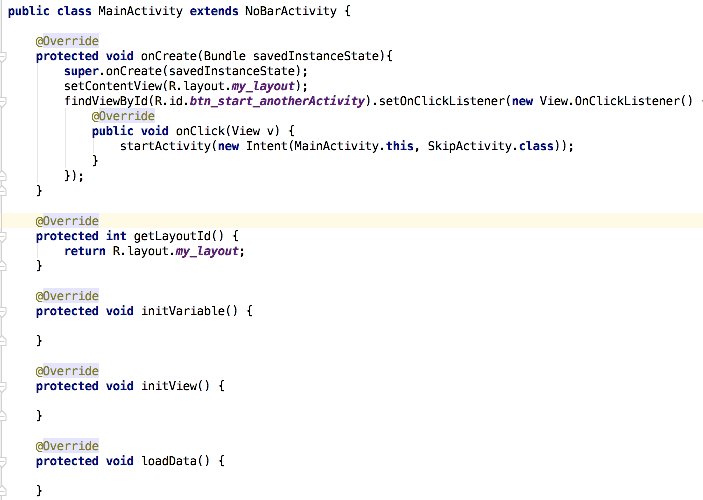 public class MainActivity extends NoBarActivity {
@Override
protected void onCreate(Bundle savedInstanceState){
super.onCreate(savedInstanceState);
setContentView(R.layout.my_layout);
findViewById(R.id.btn_start_anotherActivity).setOnClickListener(new View.OnClickListener() {
@Override
public void onClick(View v) {
startActivity(new Intent(MainActivity.this, SkipActivity.class));
}
});
}
@Override
protected int getLayoutId() {
return R.layout.my_layout;
}
@Override
protected void initVariable() {
}
@Override
protected void initView() {
}
@Override
protected void loadData() {
}